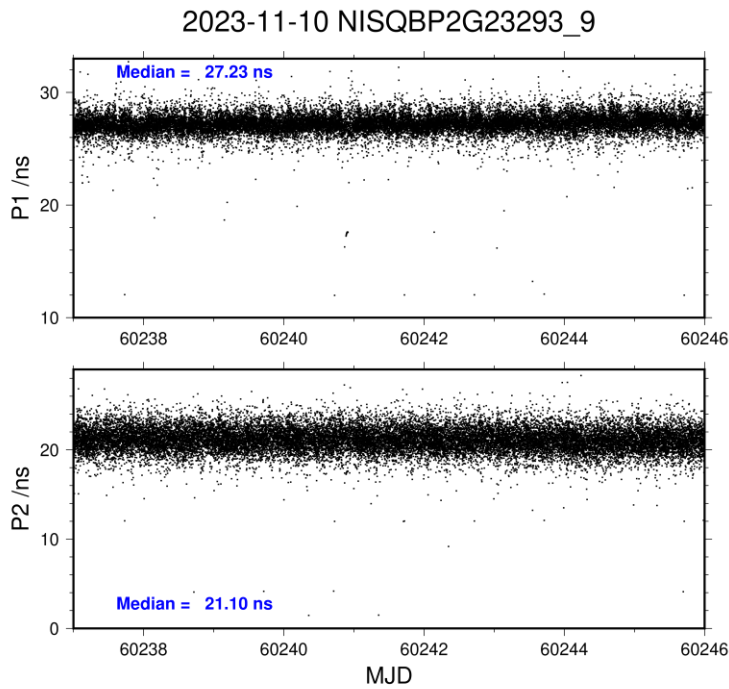 2023-11-10 NISQBP2G23293_9
Median = 27.23 ns
30
20
10
P1 /ns
60238 60240 60242 60244 60246
20
10
0
P2 /ns
Median = 21.10 ns
60238 60240 60242 60244 60246
MJD